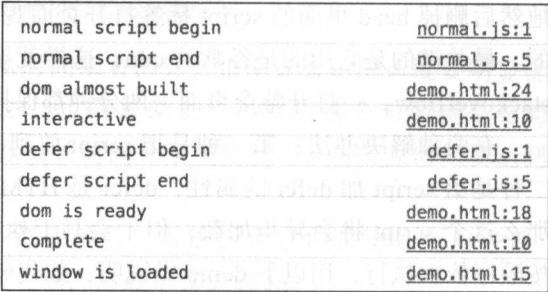 normal script begin normal.js:1
normal script end normal.js:5
dom almost built demo.html:24
interactive demo.html:10
defer script begin defer.js:1
defer script end defer.js:5
dom is ready demo.html:18
complete demo.html:10
window is loaded demo.html:15